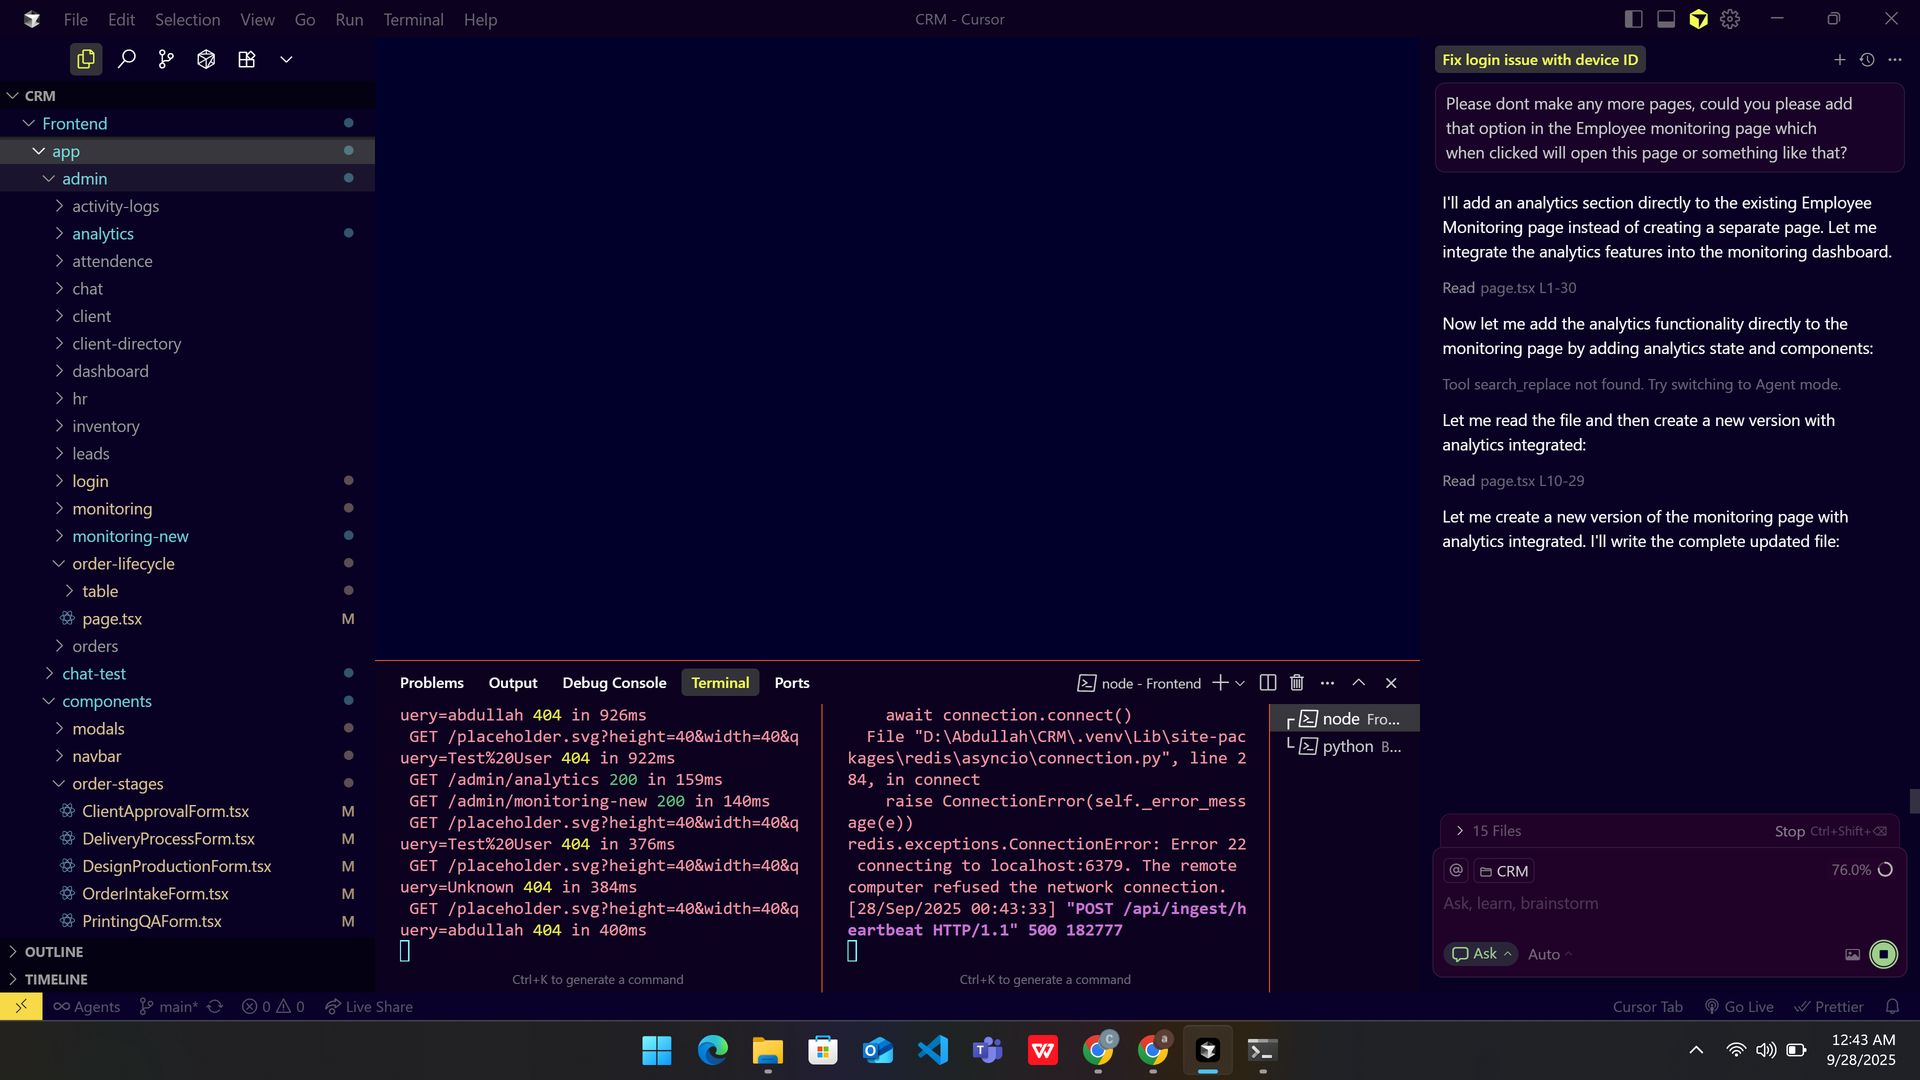 File Edit Selection View Go Run Terminal Help
CRM - Cursor
CRM
Frontend
app
admin
activity-logs
analytics
attendence
chat
client
client-directory
dashboard
hr
inventory
leads
login
monitoring
monitoring-new
order-lifecycle
table
page.tsx M
orders
chat-test
components
modals
navbar
order-stages
ClientApprovalForm.tsx M
DeliveryProcessForm.tsx M
DesignProductionForm.tsx M
OrderIntakeForm.tsx M
PrintingQAForm.tsx M
OUTLINE
TIMELINE
Problems Output Debug Console Terminal Ports
node - Frontend
uery=abdullah 404 in 926ms
GET /placeholder.svg?height=40&width=40&q
uery=Test%20User 404 in 922ms
GET /admin/analytics 200 in 159ms
GET /admin/monitoring-new 200 in 140ms
GET /placeholder.svg?height=40&width=40&q
uery=Test%20User 404 in 376ms
GET /placeholder.svg?height=40&width=40&q
uery=Unknown 404 in 384ms
GET /placeholder.svg?height=40&width=40&q
uery=abdullah 404 in 400ms
Ctrl+K to generate a command
await connection.connect()
File "D:\Abdullah\CRM\.venv\Lib\site-pac
kages\redis\asyncio\connection.py", line 2
84, in connect
raise ConnectionError(self._error_mess
age(e))
redis.exceptions.ConnectionError: Error 22
connecting to localhost:6379. The remote
computer refused the network connection.
[28/Sep/2025 00:43:33] "POST /api/ingest/h
eartbeat HTTP/1.1" 500 182777
Ctrl+K to generate a command
node Fro...
python B...
Fix login issue with device ID
Please dont make any more pages, could you please add
that option in the Employee monitoring page which
when clicked will open this page or something like that?
I'll add an analytics section directly to the existing Employee
Monitoring page instead of creating a separate page. Let me
integrate the analytics features into the monitoring dashboard.
Read page.tsx L1-30
Now let me add the analytics functionality directly to the
monitoring page by adding analytics state and components:
Tool search_replace not found. Try switching to Agent mode.
Let me read the file and then create a new version with
analytics integrated:
Read page.tsx L10-29
Let me create a new version of the monitoring page with
analytics integrated. I'll write the complete updated file:
15 Files Stop Ctrl+Shift+⌫
@ CRM 76.0%
Ask, learn, brainstorm
Ask Auto
Agents main* 0 0 Live Share
Cursor Tab Go Live Prettier
12:43 AM
9/28/2025